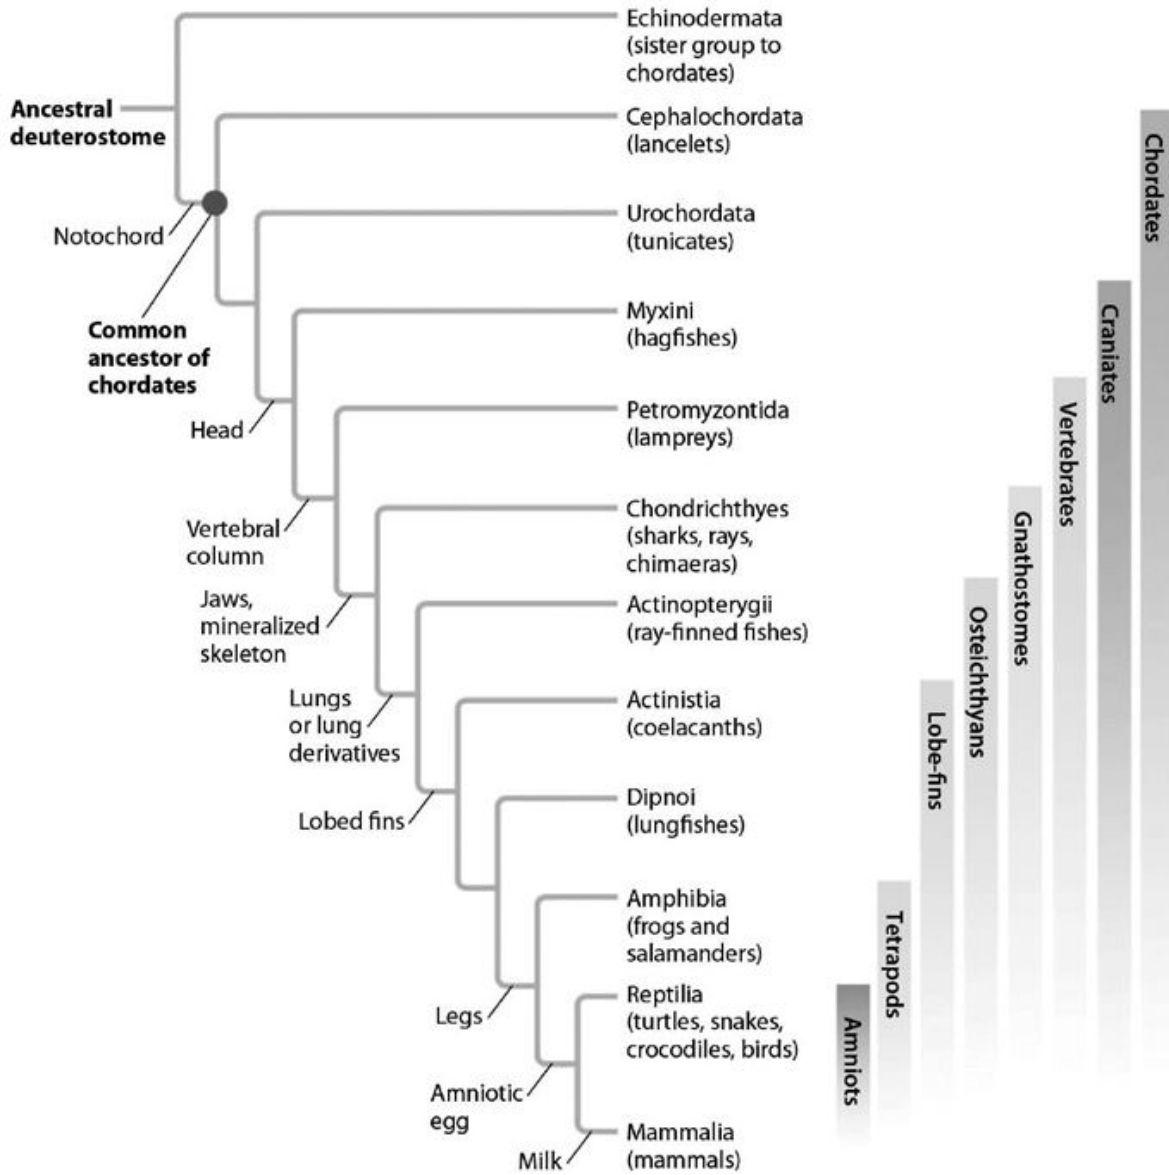 Echinodermata
(sister group to
chordates)
Ancestral
deuterostome
Cephalochordata
(lancelets)
Notochord
Urochordata
(tunicates)
Common
ancestor of
chordates
Myxini
(hagfishes)
Head
Petromyzontida
(lampreys)
Vertebral
column
Chondrichthyes
(sharks, rays,
chimaeras)
Jaws,
mineralized
skeleton
Actinopterygii
(ray-finned fishes)
Lungs
or lung
derivatives
Actinistia
(coelacanths)
Lobed fins
Dipnoi
(lungfishes)
Amphibia
(frogs and
salamanders)
Legs
Reptilia
(turtles, snakes,
crocodiles, birds)
Amniotic
egg
Milk
Mammalia
(mammals)
Amniots
Tetrapods
Lobe-fins
Osteichthyans
Gnathostomes
Vertebrates
Craniates
Chordates